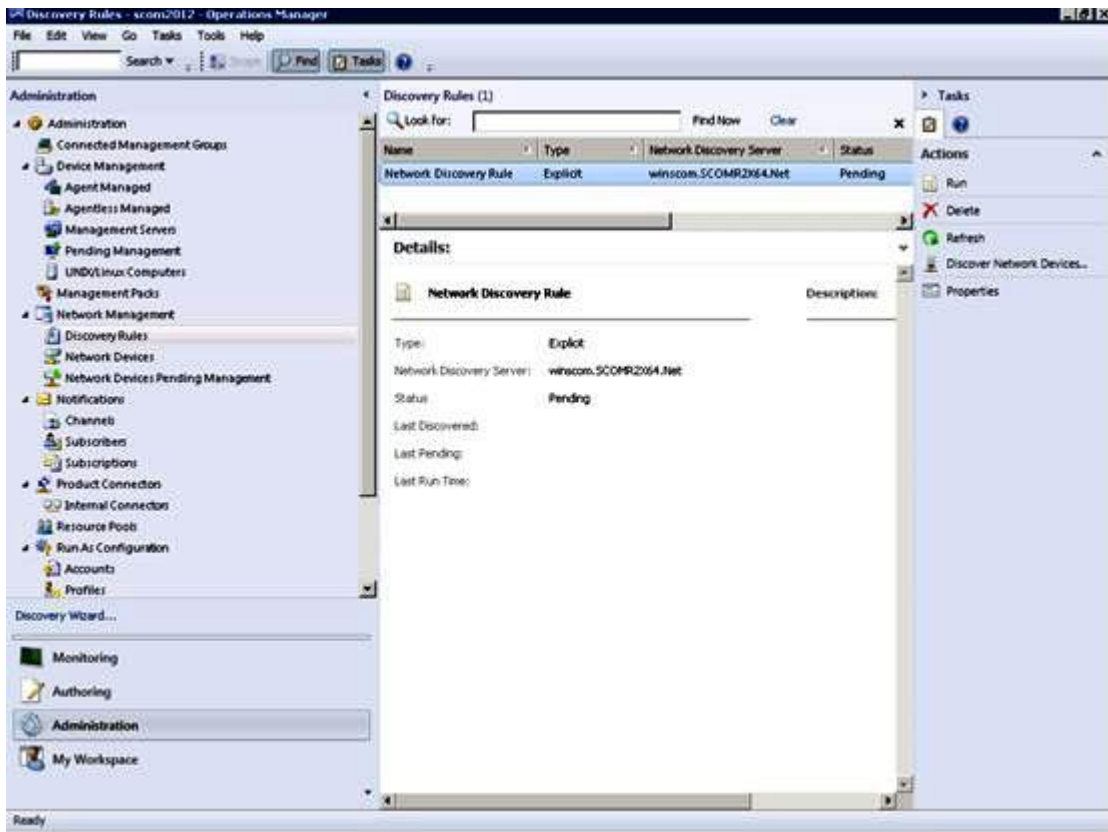 Discovery Rules - scom2012 - Operations Manager
File Edit View Go Tasks Tools Help
Search Find Tasks
Administration
Administration
Connected Management Groups
Device Management
Agent Managed
Agentless Managed
Management Servers
Pending Management
UNIX/Linux Computers
Management Packs
Network Management
Discovery Rules
Network Devices
Network Devices Pending Management
Notifications
Channels
Subscribers
Subscriptions
Product Connectors
Internal Connectors
Resource Pools
Run As Configuration
Accounts
Profiles
Discovery Wizard...
Monitoring
Authoring
Administration
My Workspace
Discovery Rules (1)
Look for: Find Now Clear
Name Type Network Discovery Server Status
Network Discovery Rule Explicit winscom.SCOMR2X64.Net Pending
Details:
Network Discovery Rule Description:
Type: Explicit
Network Discovery Server: winscom.SCOMR2X64.Net
Status Pending
Last Discovered:
Last Pending:
Last Run Time:
Tasks
Actions
Run
Delete
Refresh
Discover Network Devices...
Properties
Ready